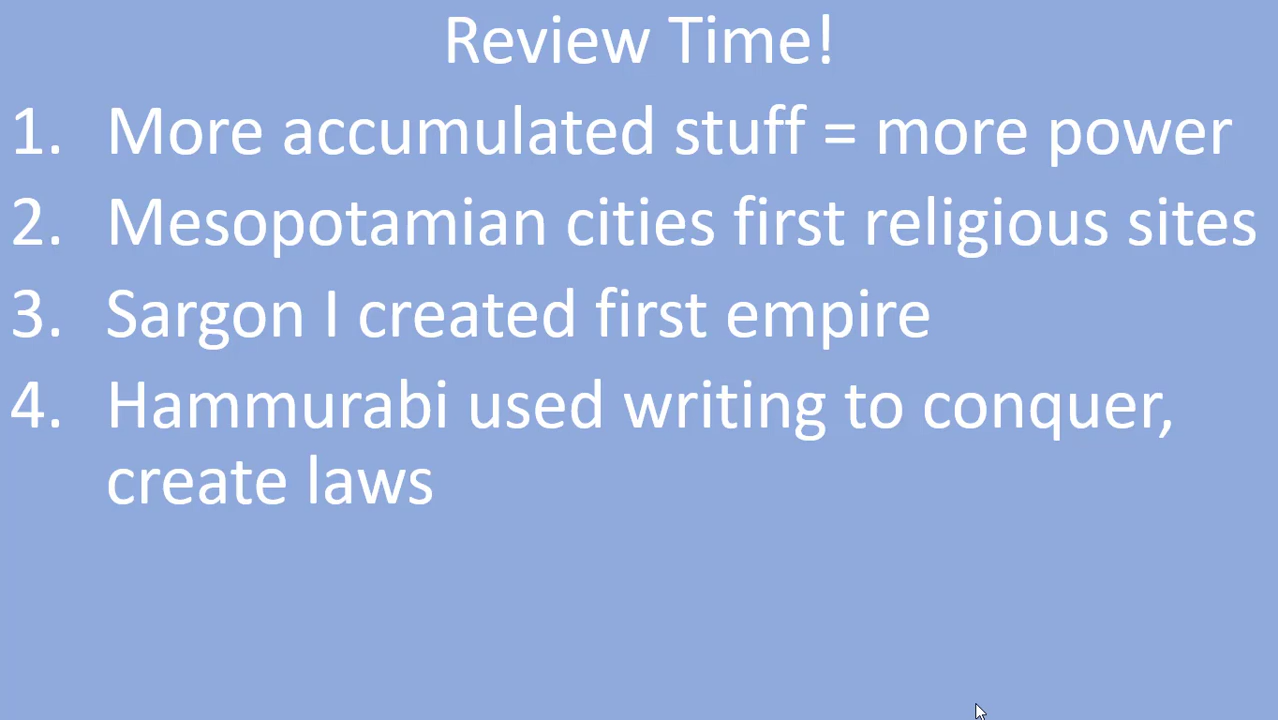 Review Time!
1. More accumulated stuff = more power
2. Mesopotamian cities first religious sites
3. Sargon I created first empire
4. Hammurabi used writing to conquer,
create laws